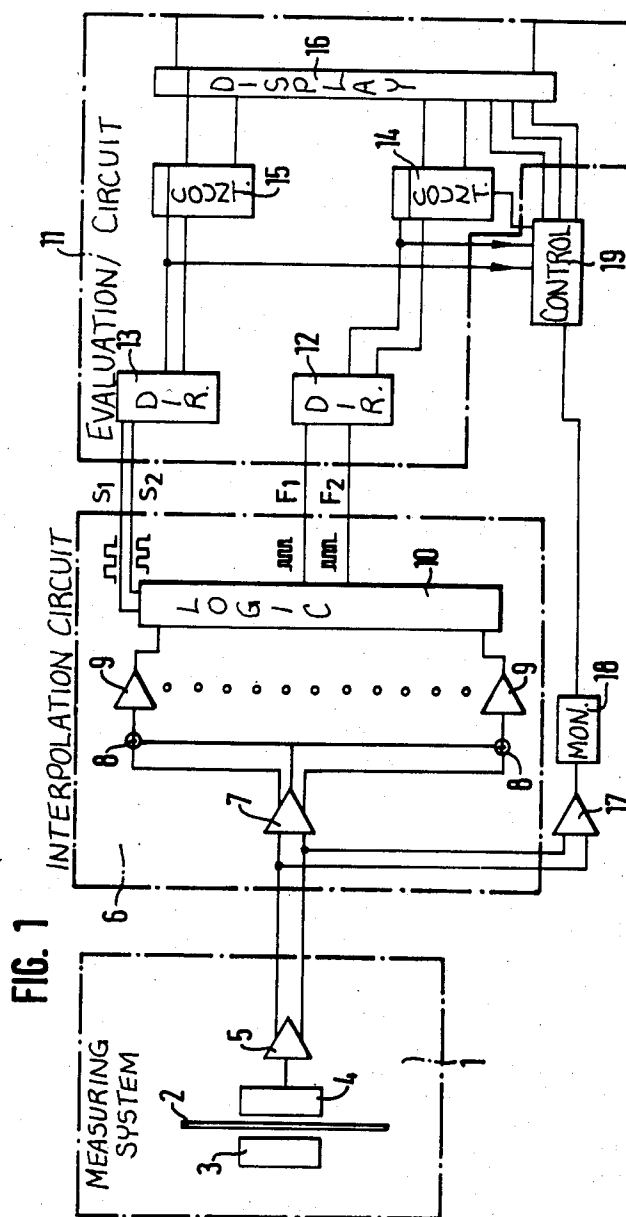 FIG. 1
MEASURING
SYSTEM
1
2
3
4
5
INTERPOLATION CIRCUIT
6
7
8
8
9
9
LOGIC
10
S1
S2
F1
F2
EVALUATION/ CIRCUIT
11
DIR.
13
DIR.
12
COUNT.
15
COUNT.
14
DISPLAY
16
17
MON.
18
CONTROL
19